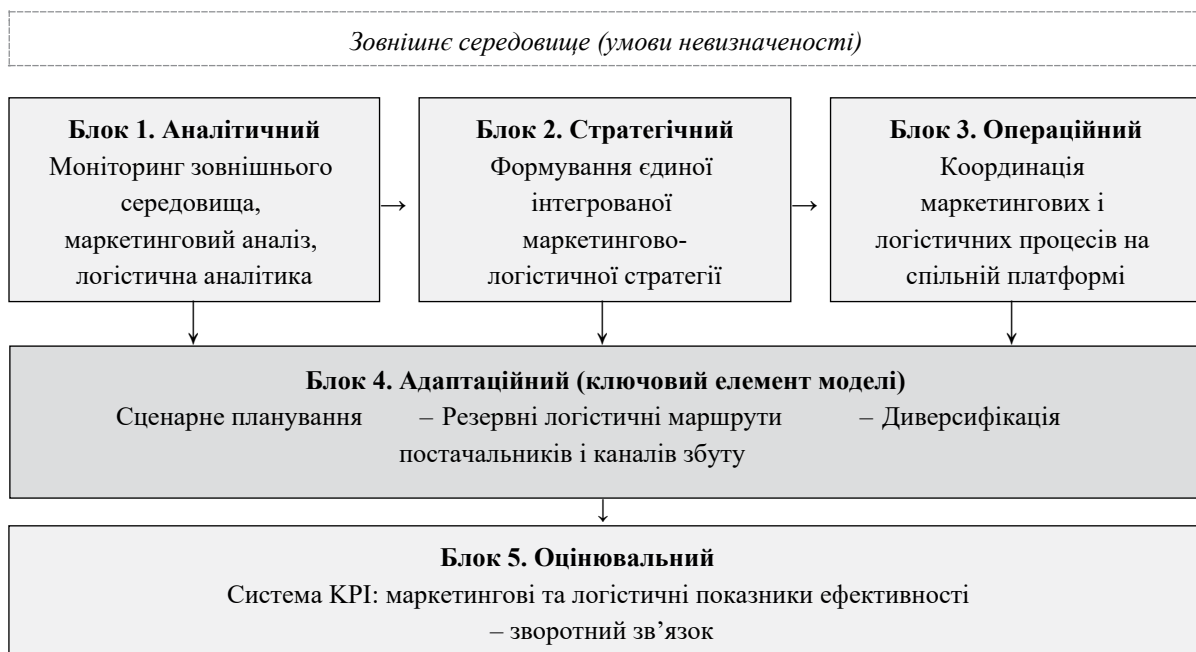 Зовнішнє середовище (умови невизначеності)
Блок 1. Аналітичний
Моніторинг зовнішнього
середовища,
маркетинговий аналіз,
логістична аналітика
→
Блок 2. Стратегічний
Формування єдиної
інтегрованої
маркетингово-
логістичної стратегії
→
Блок 3. Операційний
Координація
маркетингових і
логістичних процесів на
спільній платформі
↓ ↓ ↓
Блок 4. Адаптаційний (ключовий елемент моделі)
Сценарне планування – Резервні логістичні маршрути – Диверсифікація
постачальників і каналів збуту
↓
Блок 5. Оцінювальний
Система KPI: маркетингові та логістичні показники ефективності
– зворотний зв’язок